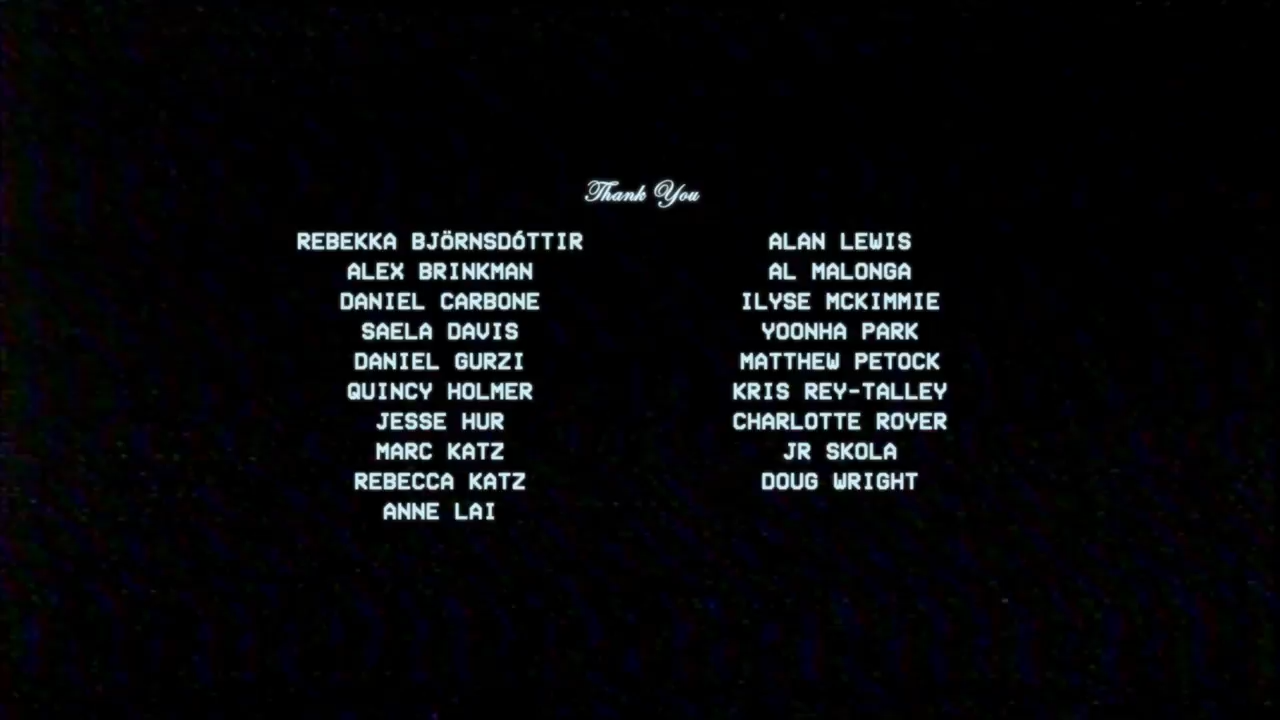 Thank You
REBEKKA BJÖRNSDÓTTIR
ALEX BRINKMAN
DANIEL CARBONE
SAELA DAVIS
DANIEL GURZI
QUINCY HOLMER
JESSE HUR
MARC KATZ
REBECCA KATZ
ANNE LAI
ALAN LEWIS
AL MALONGA
ILYSE MCKIMMIE
YOONHA PARK
MATTHEW PETOCK
KRIS REY-TALLEY
CHARLOTTE ROYER
JR SKOLA
DOUG WRIGHT